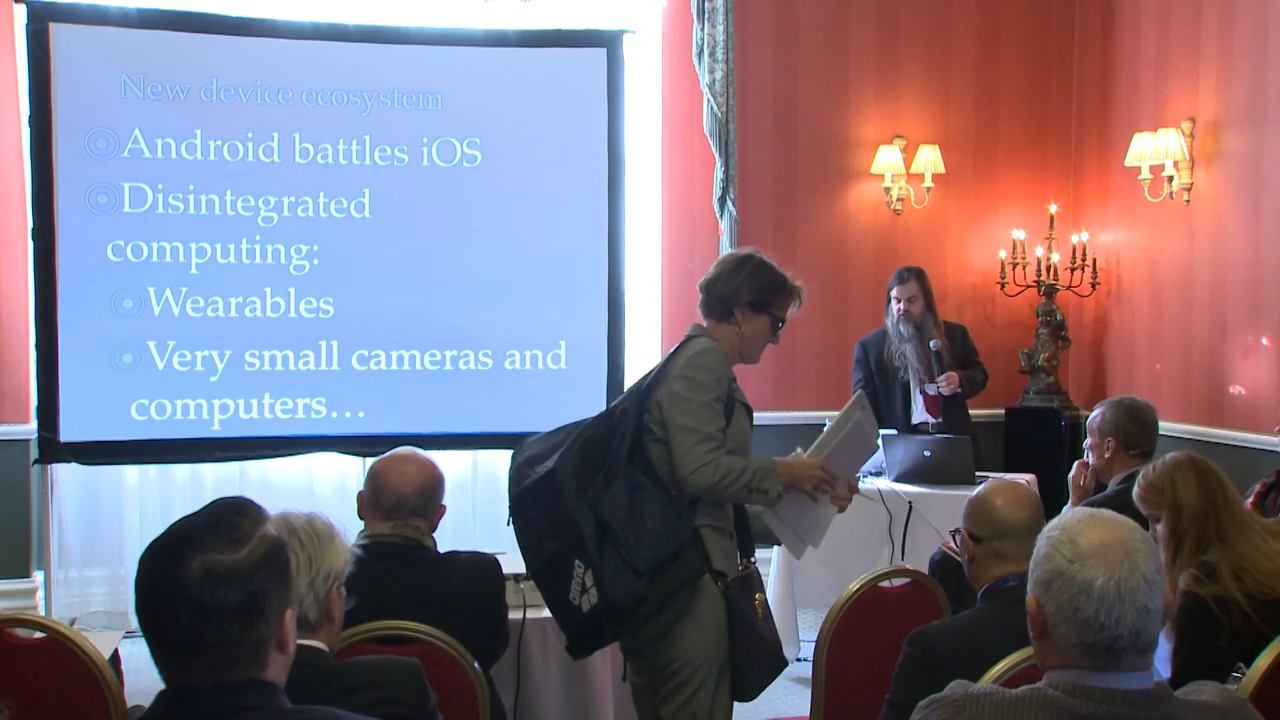 New device ecosystem
Android battles iOS
Disintegrated
computing:
Wearables
Very small cameras and
computers...